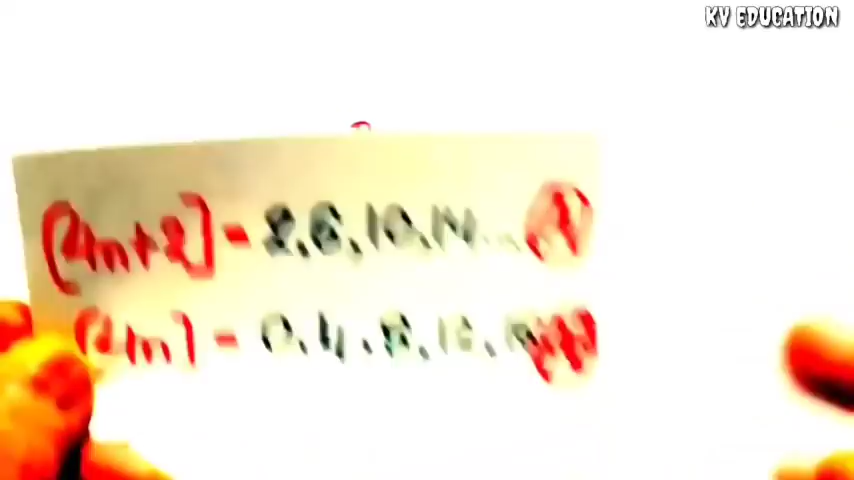 KV EDUCATION
[4n+2] = 2,6,10,14...
[4n] = 0,4,8,12,